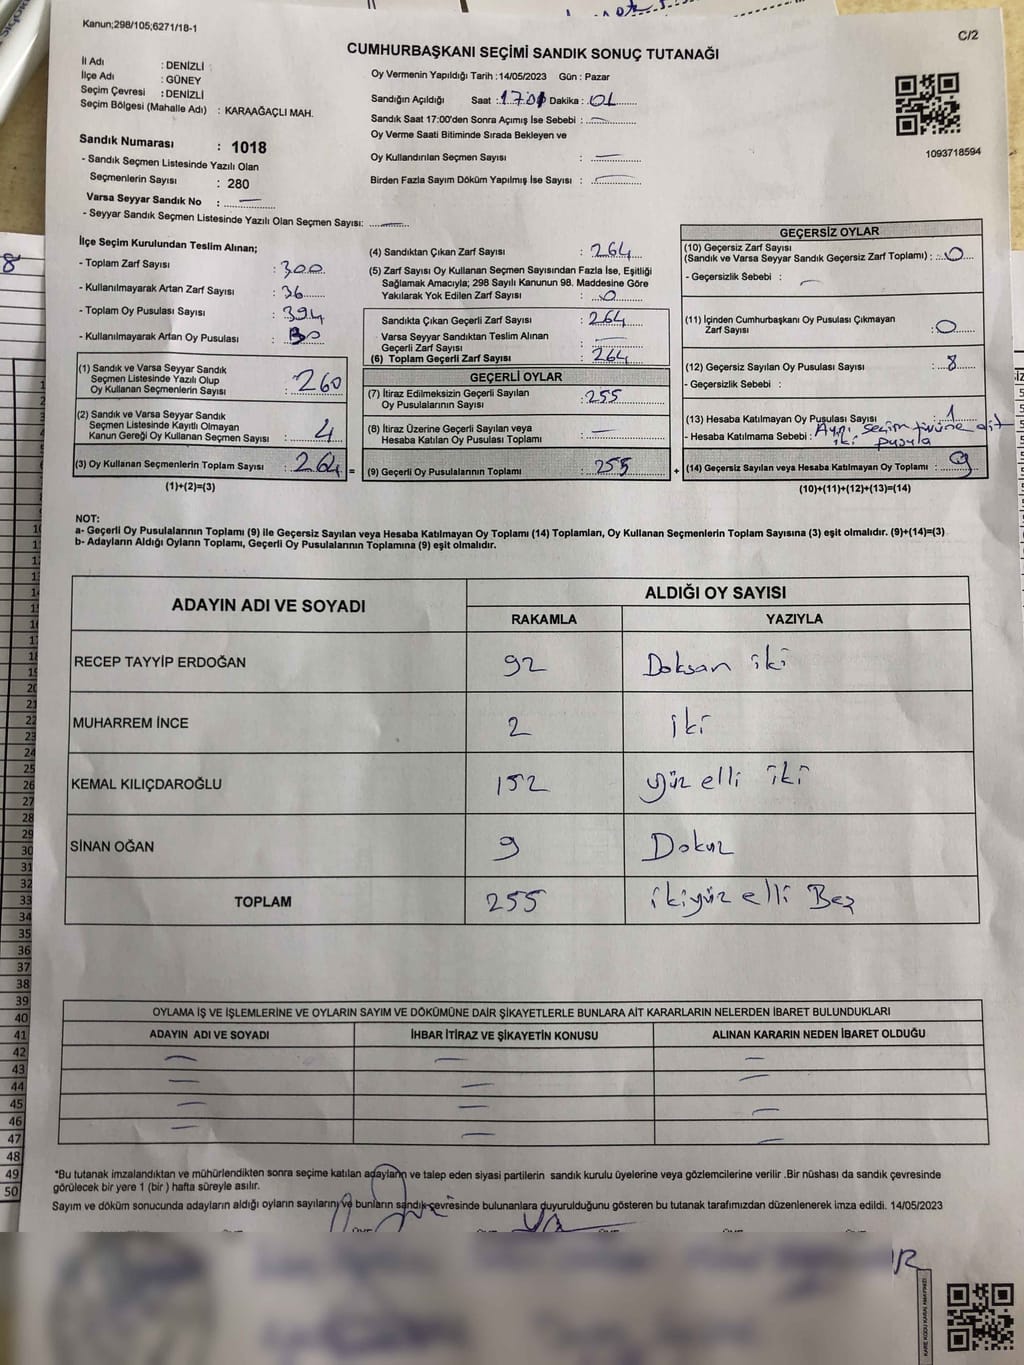 Kanun;298/105;6271/18-1
C/2
CUMHURBAŞKANI SEÇİMİ SANDIK SONUÇ TUTANAĞI
İl Adı : DENİZLİ
İlçe Adı : GÜNEY
Seçim Çevresi : DENİZLİ
Seçim Bölgesi (Mahalle Adı) : KARAAĞAÇLI MAH.
Sandık Numarası : 1018
- Sandık Seçmen Listesinde Yazılı Olan
Seçmenlerin Sayısı : 280
Varsa Seyyar Sandık No :
- Seyyar Sandık Seçmen Listesinde Yazılı Olan Seçmen Sayısı:
Oy Vermenin Yapıldığı Tarih :14/05/2023 Gün : Pazar
Sandığın Açıldığı Saat : Dakika : 01
Sandık Saat 17:00'den Sonra Açımış İse Sebebi :
Oy Verme Saati Bitiminde Sırada Bekleyen ve
Oy Kullandırılan Seçmen Sayısı :
Birden Fazla Sayım Döküm Yapılmış İse Sayısı :
1093718594
İlçe Seçim Kurulundan Teslim Alınan;
- Toplam Zarf Sayısı : 300
- Kullanılmayarak Artan Zarf Sayısı : 36
- Toplam Oy Pusulası Sayısı : 394
- Kullanılmayarak Artan Oy Pusulası :
(1) Sandık ve Varsa Seyyar Sandık
Seçmen Listesinde Yazılı Olup
Oy Kullanan Seçmenlerin Sayısı : 260
(2) Sandık ve Varsa Seyyar Sandık
Seçmen Listesinde Kayıtlı Olmayan
Kanun Gereği Oy Kullanan Seçmen Sayısı : 4
(3) Oy Kullanan Seçmenlerin Toplam Sayısı : 264 =
(1)+(2)=(3)
(4) Sandıktan Çıkan Zarf Sayısı : 264
(5) Zarf Sayısı Oy Kullanan Seçmen Sayısından Fazla İse, Eşitliği
Sağlamak Amacıyla; 298 Sayılı Kanunun 98. Maddesine Göre
Yakılarak Yok Edilen Zarf Sayısı : 0
Sandıkta Çıkan Geçerli Zarf Sayısı : 264
Varsa Seyyar Sandıktan Teslim Alınan
Geçerli Zarf Sayısı :
(6) Toplam Geçerli Zarf Sayısı : 264
GEÇERLİ OYLAR
(7) İtiraz Edilmeksizin Geçerli Sayılan
Oy Pusulalarının Sayısı : 255
(8) İtiraz Üzerine Geçerli Sayılan veya
Hesaba Katılan Oy Pusulası Toplamı :
(9) Geçerli Oy Pusulalarının Toplamı : 255 +
GEÇERSİZ OYLAR
(10) Geçersiz Zarf Sayısı
(Sandık ve Varsa Seyyar Sandık Geçersiz Zarf Toplamı) : 0
- Geçersizlik Sebebi :
(11) İçinden Cumhurbaşkanı Oy Pusulası Çıkmayan
Zarf Sayısı : 0
(12) Geçersiz Sayılan Oy Pusulası Sayısı : 8
- Geçersizlik Sebebi :
(13) Hesaba Katılmayan Oy Pusulası Sayısı : 1
- Hesaba Katılmama Sebebi : Aynı seçim türüne ait
iki pusula
(14) Geçersiz Sayılan veya Hesaba Katılmayan Oy Toplamı : 9
(10)+(11)+(12)+(13)=(14)
NOT:
a- Geçerli Oy Pusulalarının Toplamı (9) ile Geçersiz Sayılan veya Hesaba Katılmayan Oy Toplamı (14) Toplamları, Oy Kullanan Seçmenlerin Toplam Sayısına (3) eşit olmalıdır. (9)+(14)=(3)
b- Adayların Aldığı Oyların Toplamı, Geçerli Oy Pusulalarının Toplamına (9) eşit olmalıdır.
ADAYIN ADI VE SOYADI
ALDIĞI OY SAYISI
RAKAMLA YAZIYLA
RECEP TAYYİP ERDOĞAN 92 Doksan iki
MUHARREM İNCE 2 iki
KEMAL KILIÇDAROĞLU 152 yüz elli iki
SİNAN OĞAN 9 Dokuz
TOPLAM 255 ikiyüz elli Beş
OYLAMA İŞ VE İŞLEMLERİNE VE OYLARIN SAYIM VE DÖKÜMÜNE DAİR ŞİKAYETLERLE BUNLARA AİT KARARLARIN NELERDEN İBARET BULUNDUKLARI
ADAYIN ADI VE SOYADI İHBAR İTİRAZ VE ŞİKAYETİN KONUSU ALINAN KARARIN NEDEN İBARET OLDUĞU
*Bu tutanak imzalandıktan ve mühürlendikten sonra seçime katılan adayların ve talep eden siyasi partilerin sandık kurulu üyelerine veya gözlemcilerine verilir .Bir nüshası da sandık çevresinde
görülecek bir yere 1 (bir ) hafta süreyle asılır.
Sayım ve döküm sonucunda adayların aldığı oyların sayılarını ve bunların sandık çevresinde bulunanlara duyurulduğunu gösteren bu tutanak tarafımızdan düzenlenerek imza edildi. 14/05/2023